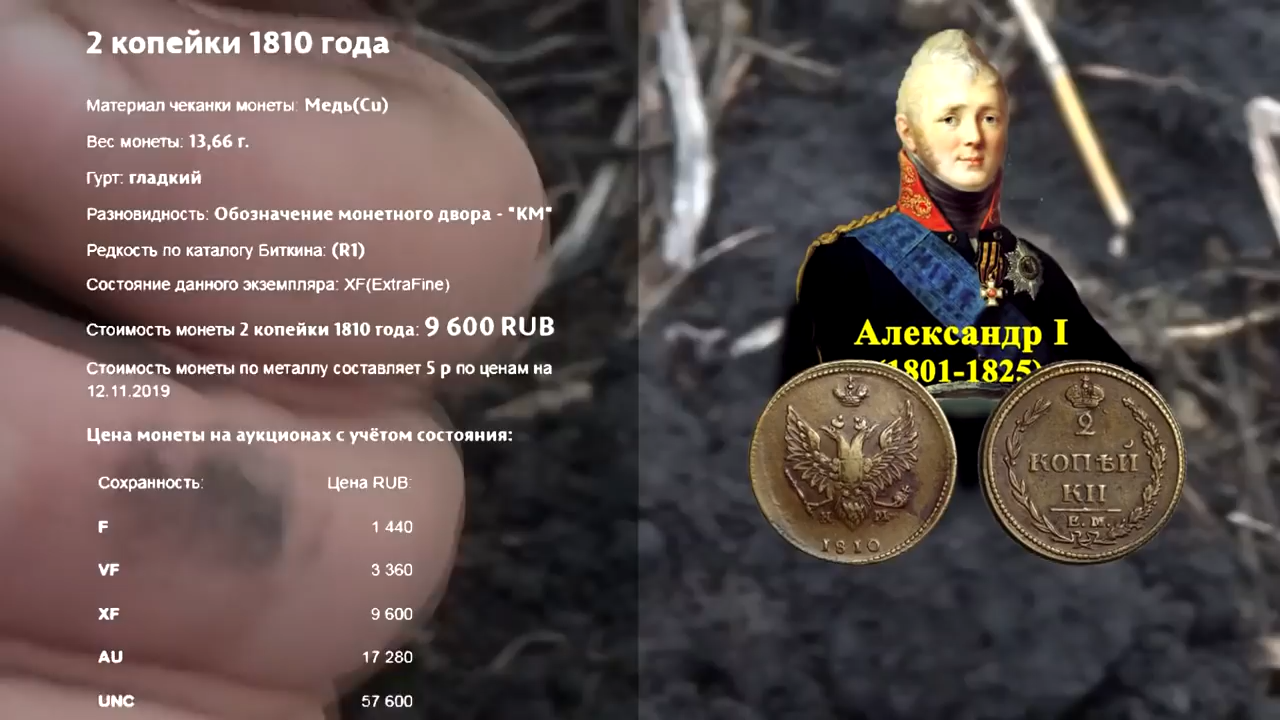 2 копейки 1810 года
Материал чеканки монеты: Медь(Cu)
Вес монеты: 13,66 г.
Гурт: гладкий
Разновидность: Обозначение монетного двора - "КМ"
Редкость по каталогу Биткина: (R1)
Состояние данного экземпляра: XF(ExtraFine)
Стоимость монеты 2 копейки 1810 года: 9 600 RUB
Стоимость монеты по металлу составляет 5 р по ценам на
12.11.2019
Цена монеты на аукционах с учётом состояния:
Сохранность: Цена RUB:
F 1 440
VF 3 360
XF 9 600
AU 17 280
UNC 57 600
Александр I
(1801-1825)
К М
1810
2
КОПѢЙ
КИ
Е.М.